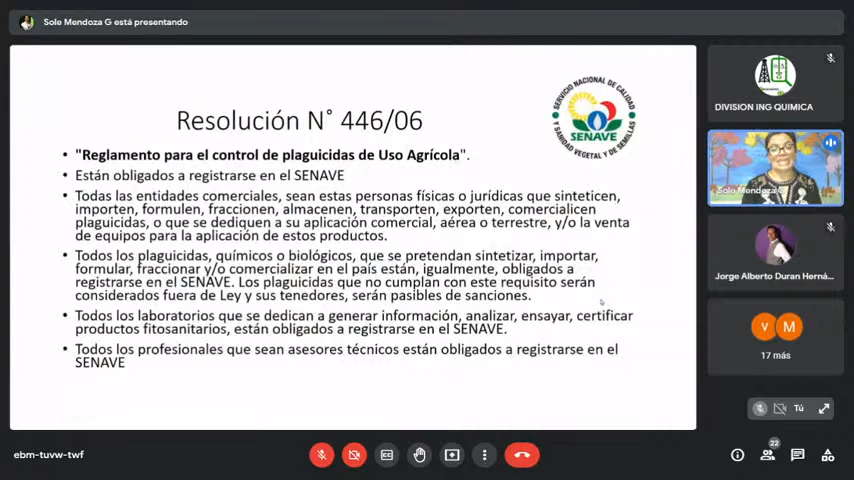 Sole Mendoza G está presentando
Resolución N° 446/06
SERVICIO NACIONAL DE CALIDAD
Y SANIDAD VEGETAL Y DE SEMILLAS
SENAVE
• "Reglamento para el control de plaguicidas de Uso Agrícola".
• Están obligados a registrarse en el SENAVE
• Todas las entidades comerciales, sean estas personas físicas o jurídicas que sinteticen,
importen, formulen, fraccionen, almacenen, transporten, exporten, comercialicen
plaguicidas, o que se dediquen a su aplicación comercial, aérea o terrestre, y/o la venta
de equipos para la aplicación de estos productos.
• Todos los plaguicidas, químicos o biológicos, que se pretendan sintetizar, importar,
formular, fraccionar y/o comercializar en el país están, igualmente, obligados a
registrarse en el SENAVE. Los plaguicidas que no cumplan con este requisito serán
considerados fuera de Ley y sus tenedores, serán pasibles de sanciones.
• Todos los laboratorios que se dedican a generar información, analizar, ensayar, certificar
productos fitosanitarios, están obligados a registrarse en el SENAVE.
• Todos los profesionales que sean asesores técnicos están obligados a registrarse en el
SENAVE
DIVISION ING QUIMICA
Sole Mendoza G
Jorge Alberto Duran Herná...
V M
17 más
Tú
ebm-tuvw-twf
22